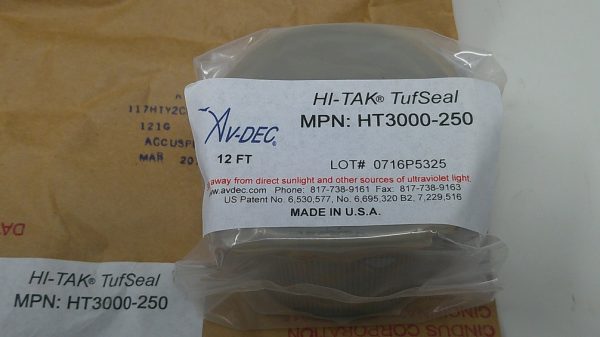 117HTY2C
121G
ACCUSP
MAR 20
HI-TAK® TufSeal
MPN: HT3000-250
AV-DEC®
12 FT
LOT# 0716P5325
away from direct sunlight and other sources of ultraviolet light.
www.avdec.com Phone: 817-738-9161 Fax: 817-738-9163
US Patent No. 6,530,577, No. 6,695,320 B2, 7,229,516
MADE IN U.S.A.
HI-TAK® TufSeal
MPN: HT3000-250
CINDUS CORPORATION